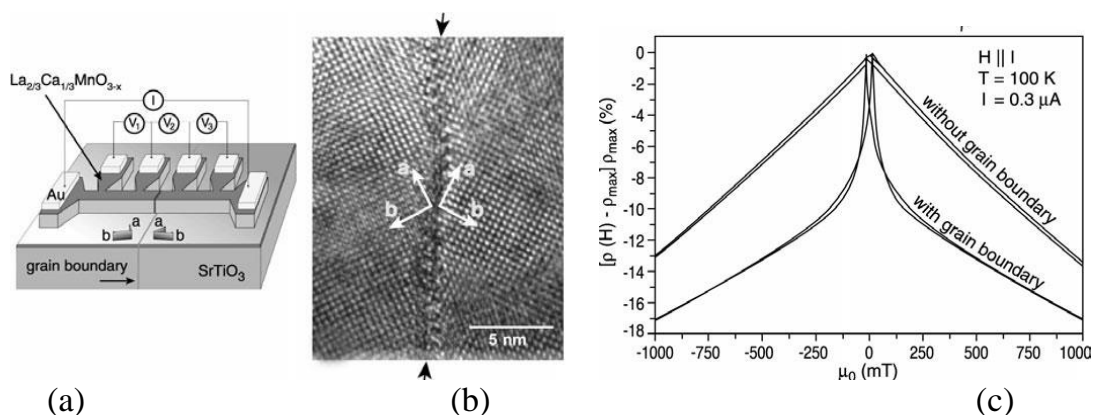 La2/3Ca1/3MnO3-x
I
V1 V2 V3
Au
a a
b b
grain boundary
SrTiO3
(a)
a a
b b
5 nm
(b)
[ρ (H) - ρmax] ρmax (%)
0
-2
-4
-6
-8
-10
-12
-14
-16
-18
H || I
T = 100 K
I = 0.3 µA
without grain boundary
with grain boundary
-1000 -750 -500 -250 0 250 500 750 1000
µ0 (mT)
(c)